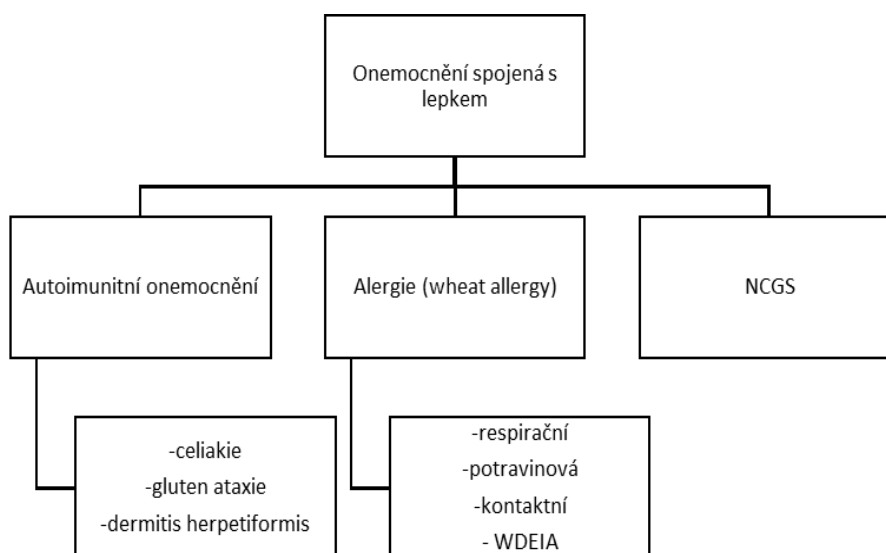 Onemocnění spojená s
lepkem
Autoimunitní onemocnění
Alergie (wheat allergy)
NCGS
-celiakie
-gluten ataxie
-dermitis herpetiformis
-respirační
-potravinová
-kontaktní
- WDEIA